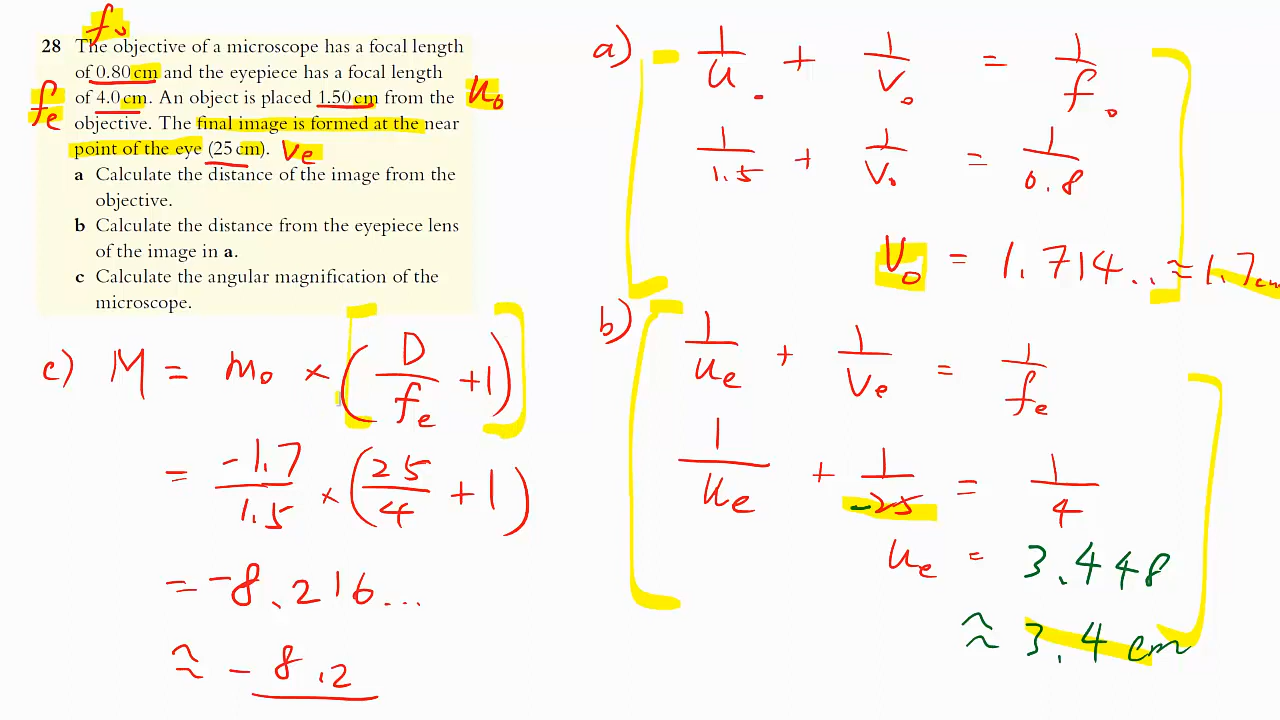 f₀
28 The objective of a microscope has a focal length
of 0.80 cm and the eyepiece has a focal length
fe
of 4.0 cm. An object is placed 1.50 cm from the
u₀
objective. The final image is formed at the near
point of the eye (25 cm).
Ve
a Calculate the distance of the image from the
objective.
b Calculate the distance from the eyepiece lens
of the image in a.
c Calculate the angular magnification of the
microscope.
a) 1/u₀ + 1/V₀ = 1/f₀
1/1.5 + 1/V₀ = 1/0.8
V₀ = 1.714.. ≈ 1.7cm
b) 1/ue + 1/Ve = 1/fe
1/ue + 1/-25 = 1/4
ue = 3.448
≈ 3.4 cm
c) M = m₀ × (D/fe + 1)
= -1.7/1.5 × (25/4 + 1)
= -8.216...
≈ -8.2